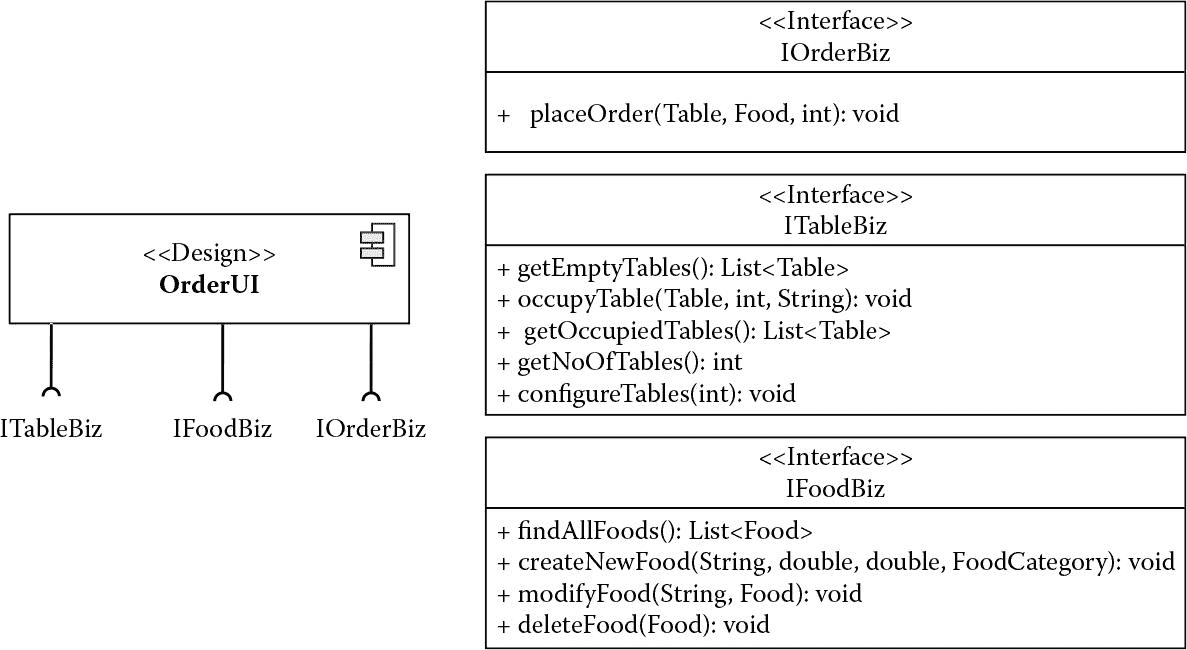 <<Design>>
OrderUI
ITableBiz
IFoodBiz
IOrderBiz
<<Interface>>
IOrderBiz
+ placeOrder(Table, Food, int): void
<<Interface>>
ITableBiz
+ getEmptyTables(): List<Table>
+ occupyTable(Table, int, String): void
+ getOccupiedTables(): List<Table>
+ getNoOfTables(): int
+ configureTables(int): void
<<Interface>>
IFoodBiz
+ findAllFoods(): List<Food>
+ createNewFood(String, double, double, FoodCategory): void
+ modifyFood(String, Food): void
+ deleteFood(Food): void